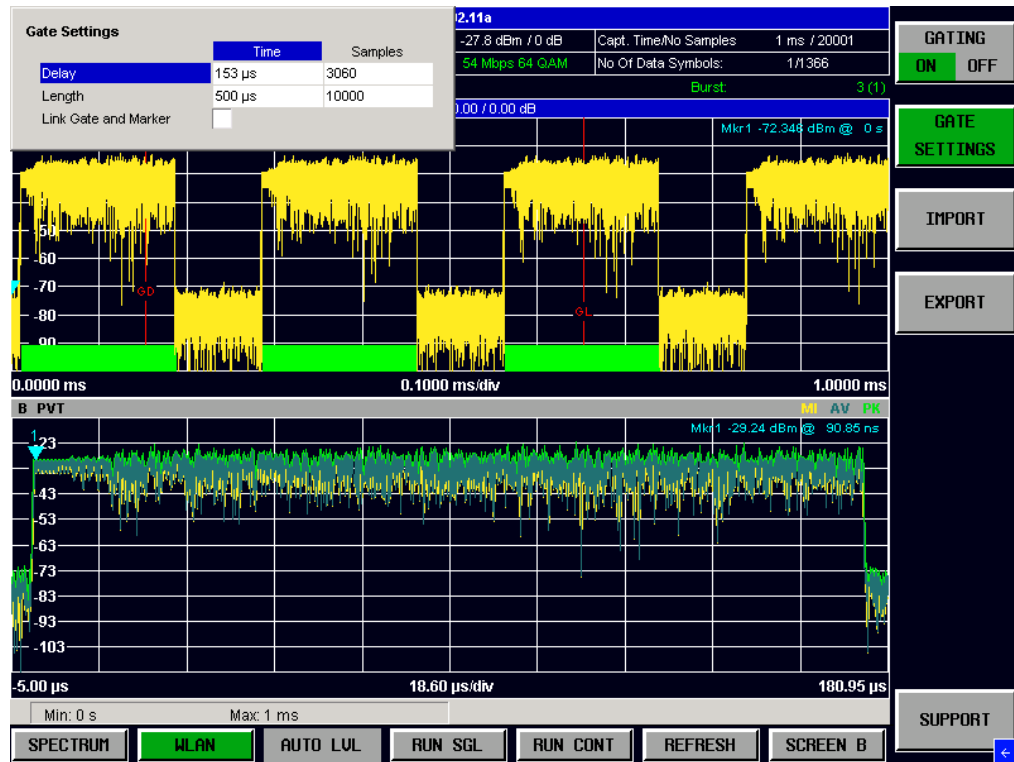 Gate Settings
Time Samples
Delay 153 µs 3060
Length 500 µs 10000
Link Gate and Marker
02.11a
-27.8 dBm / 0 dB Capt. Time/No Samples 1 ms / 20001
54 Mbps 64 QAM No Of Data Symbols: 1/1366
Burst: 3 (1)
0.00 / 0.00 dB
Mkr1 -72.346 dBm @ 0 s
-50
-60
-70
GD
-80
GL
-90
0.0000 ms 0.1000 ms/div 1.0000 ms
B PVT MI AV PK
Mkr1 -29.24 dBm @ 90.85 ns
1
-23
-43
-53
-63
-73
-83
-93
-103
-5.00 µs 18.60 µs/div 180.95 µs
Min: 0 s Max: 1 ms
SPECTRUM WLAN AUTO LVL RUN SGL RUN CONT REFRESH SCREEN B
GATING
ON OFF
GATE
SETTINGS
IMPORT
EXPORT
SUPPORT